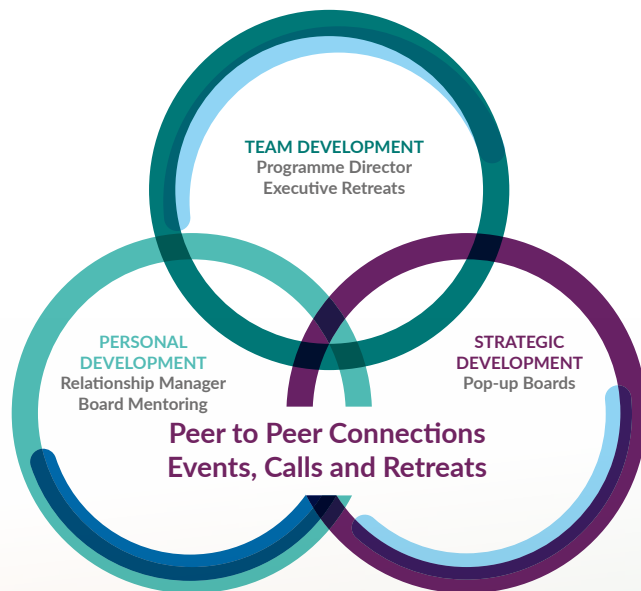 TEAM DEVELOPMENT
Programme Director
Executive Retreats
PERSONAL
DEVELOPMENT
Relationship Manager
Board Mentoring
STRATEGIC
DEVELOPMENT
Pop-up Boards
Peer to Peer Connections
Events, Calls and Retreats